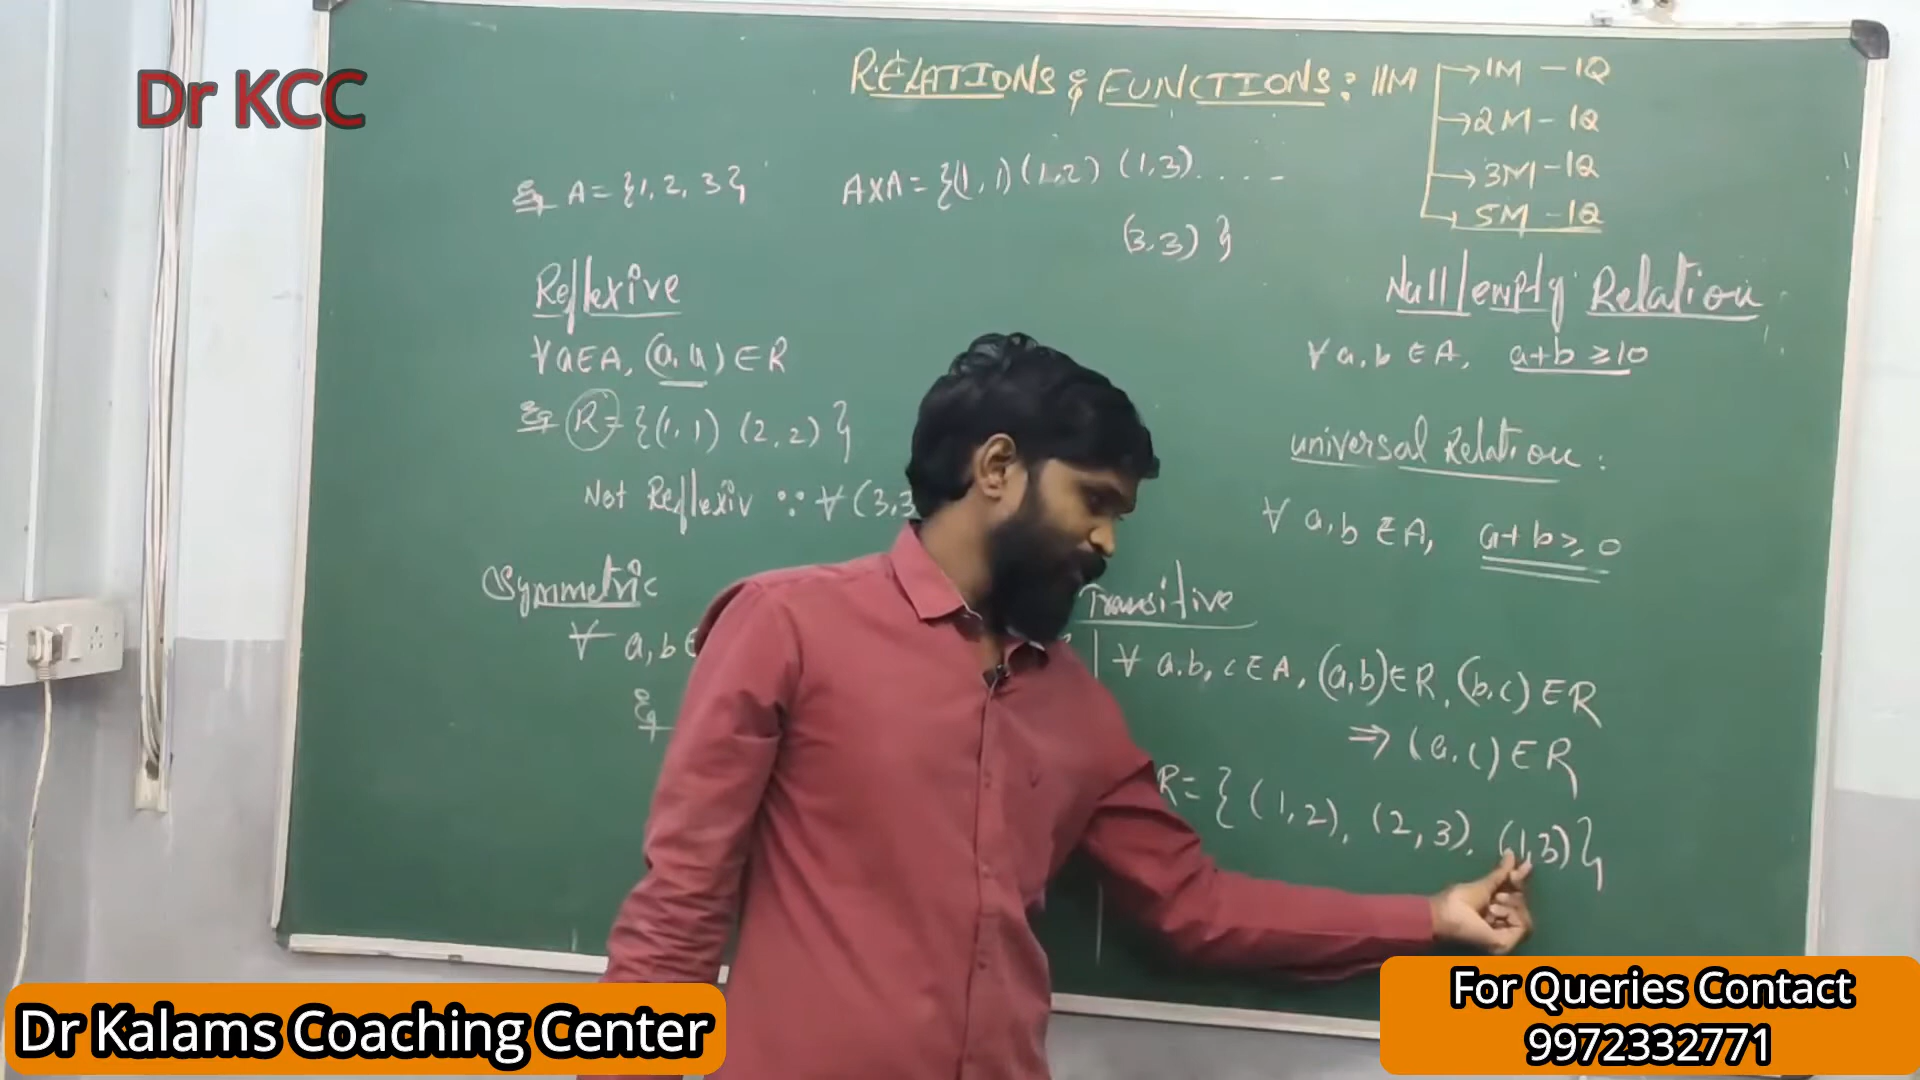 Dr KCC
RELATIONS & FUNCTIONS: 11M
→1M - 1Q
→2M - 1Q
→3M - 1Q
→5M - 1Q
Eg A = {1, 2, 3}
A×A = {(1,1) (1,2) (1,3) . . . . -
(3,3) }
Reflexive
∀ a∈A, (a, a) ∈ R
Eg R = {(1,1) (2,2) }
Not Reflexiv ∵ ∀ (3,3
Symmetric
∀ a, b ∈
Eg
Null/empty Relation
∀ a, b ∈ A, a+b ≥ 10
universal Relation :
∀ a, b ∈ A, a+b ≥ 0
Transitive
∀ a, b, c ∈ A, (a,b) ∈ R, (b,c) ∈ R
⇒ (a,c) ∈ R
R = { (1,2), (2,3), (1,3) }
Dr Kalams Coaching Center
For Queries Contact
9972332771